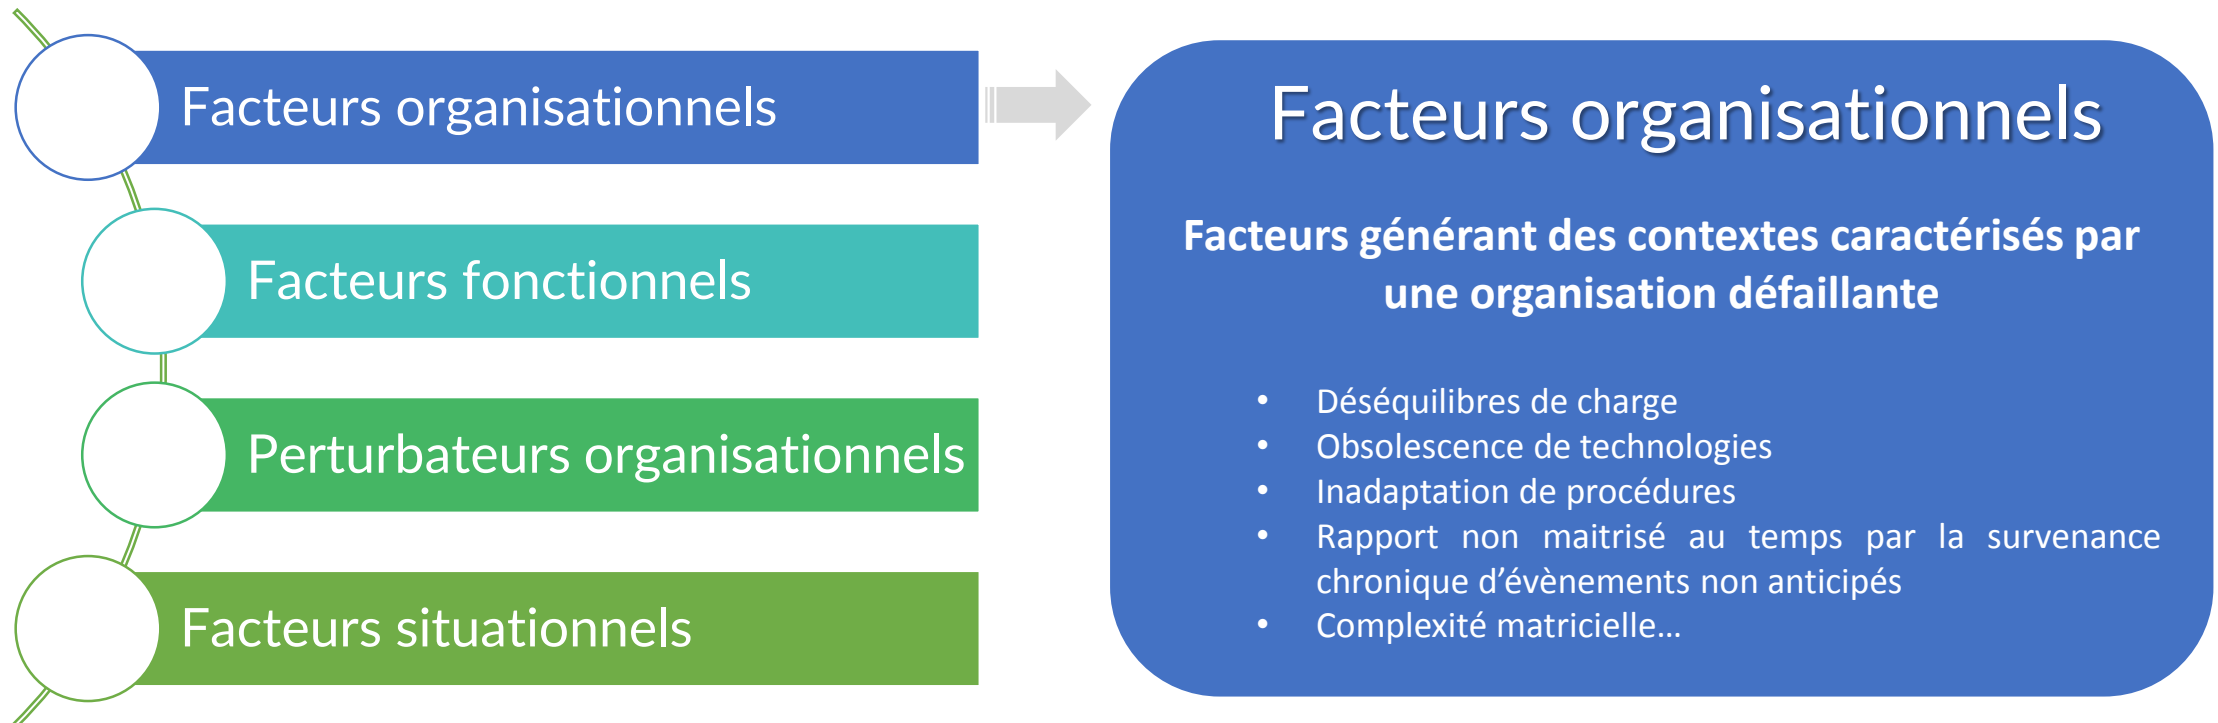 Facteurs organisationnels
Facteurs fonctionnels
Perturbateurs organisationnels
Facteurs situationnels
Facteurs organisationnels
Facteurs générant des contextes caractérisés par
une organisation défaillante
• Déséquilibres de charge
• Obsolescence de technologies
• Inadaptation de procédures
• Rapport non maitrisé au temps par la survenance
chronique d’évènements non anticipés
• Complexité matricielle…